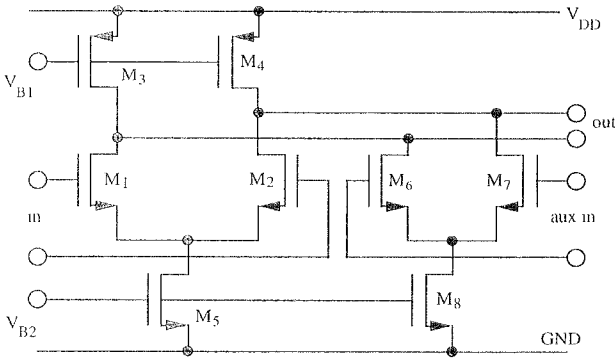 V_DD
M_3
M_4
V_B1
out
M_1
M_2
M_6
M_7
in
aux in
M_5
M_8
V_B2
GND